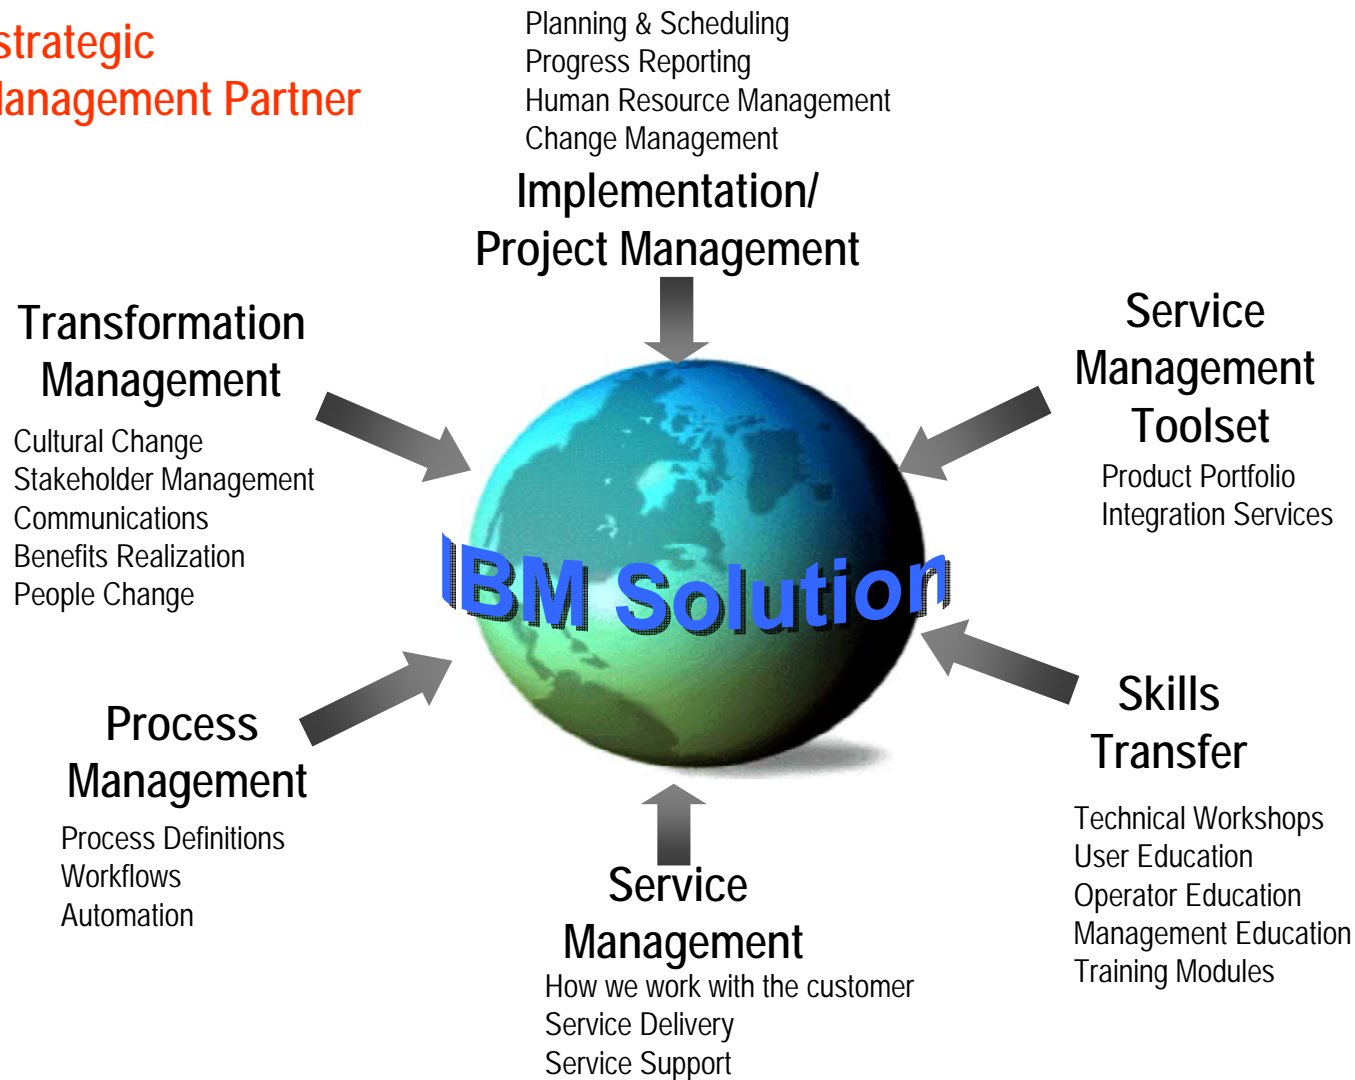 strategic
Management Partner
Planning & Scheduling
Progress Reporting
Human Resource Management
Change Management
Implementation/
Project Management
Transformation
Management
Cultural Change
Stakeholder Management
Communications
Benefits Realization
People Change
Service
Management
Toolset
Product Portfolio
Integration Services
IBM Solution
Process
Management
Process Definitions
Workflows
Automation
Skills
Transfer
Technical Workshops
User Education
Operator Education
Management Education
Training Modules
Service
Management
How we work with the customer
Service Delivery
Service Support